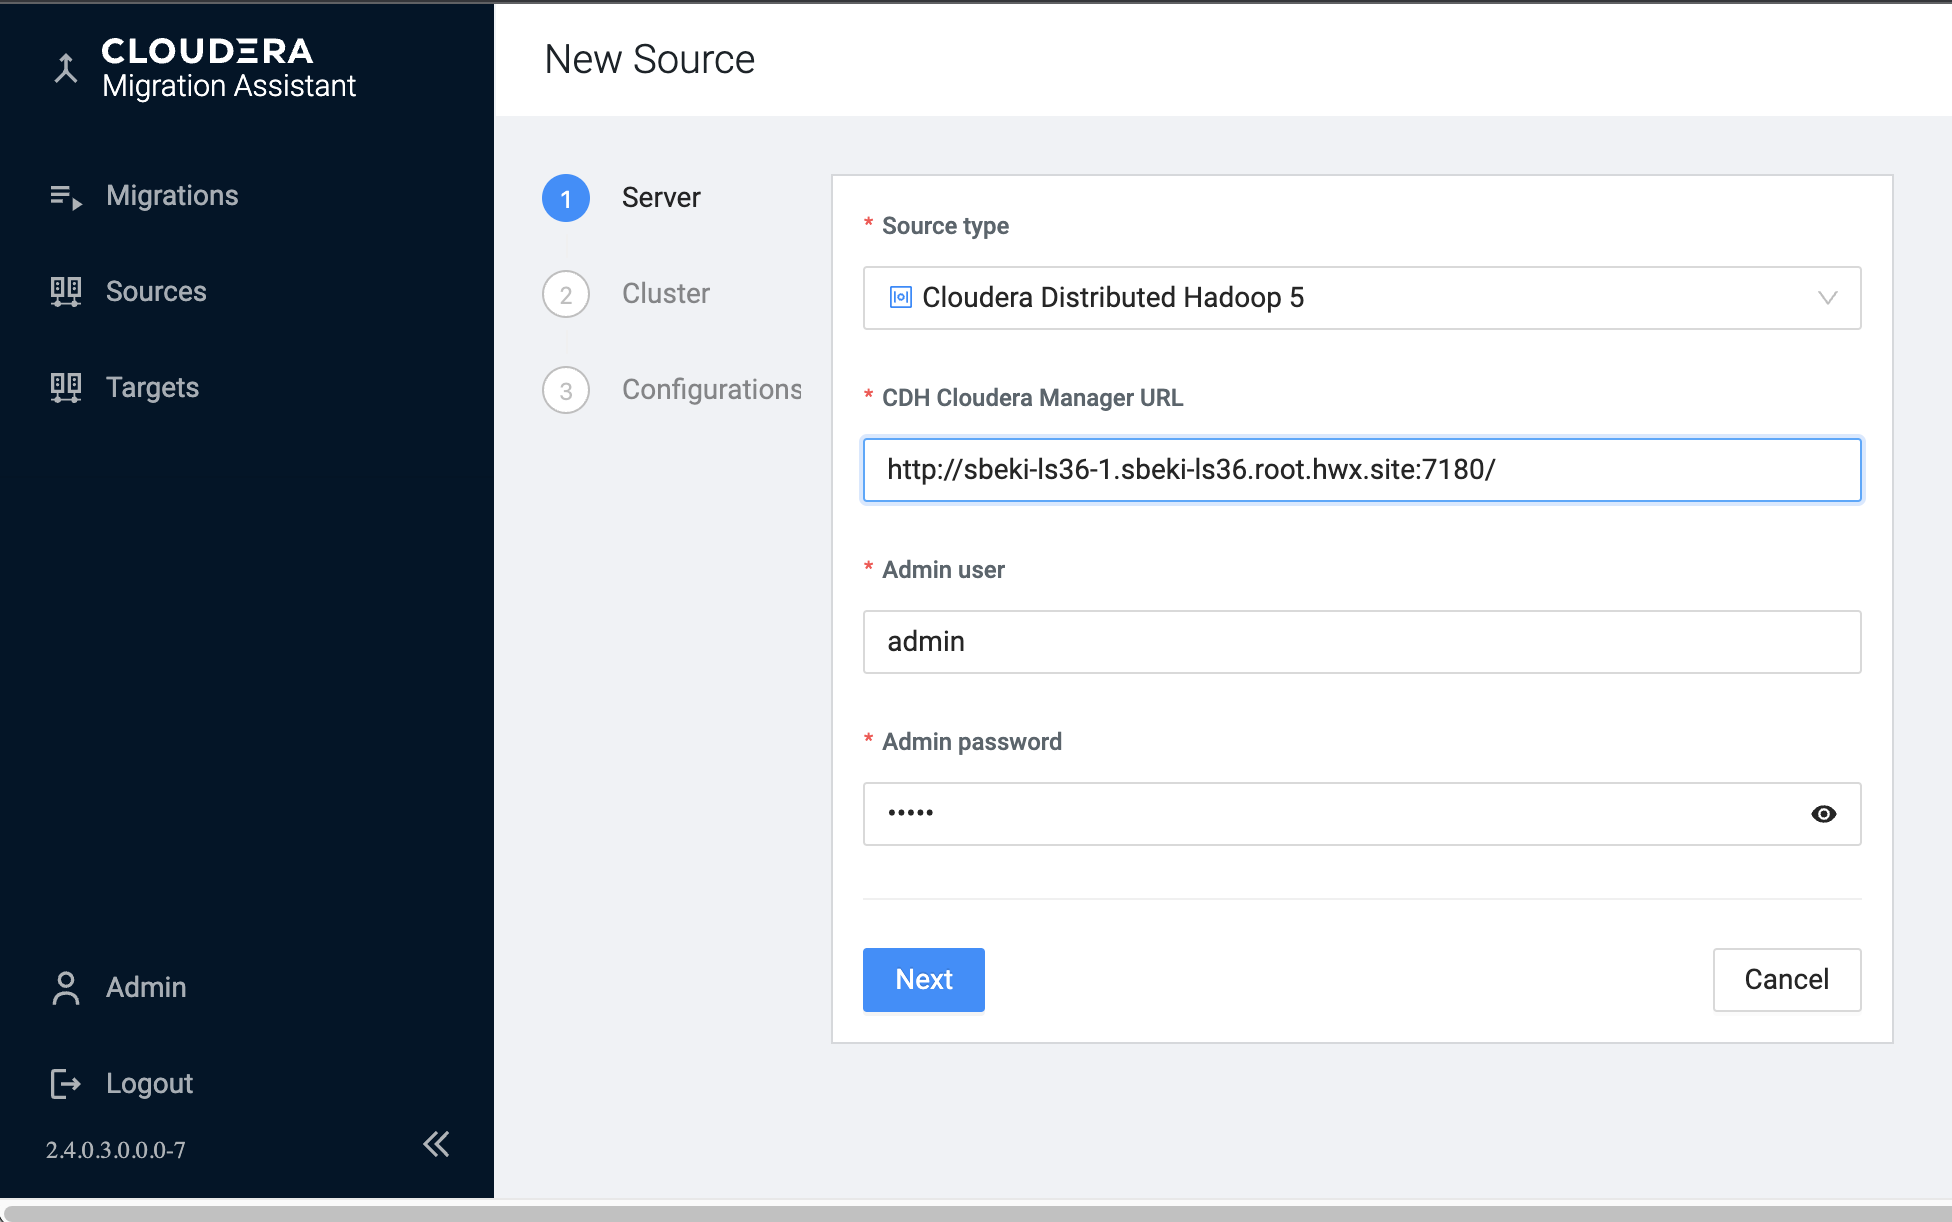 CLOUDERA
Migration Assistant
Migrations
Sources
Targets
Admin
Logout
2.4.0.3.0.0.0-7
New Source
1 Server
2 Cluster
3 Configurations
* Source type
Cloudera Distributed Hadoop 5
* CDH Cloudera Manager URL
http://sbeki-ls36-1.sbeki-ls36.root.hwx.site:7180/
* Admin user
admin
* Admin password
•••••
Next
Cancel